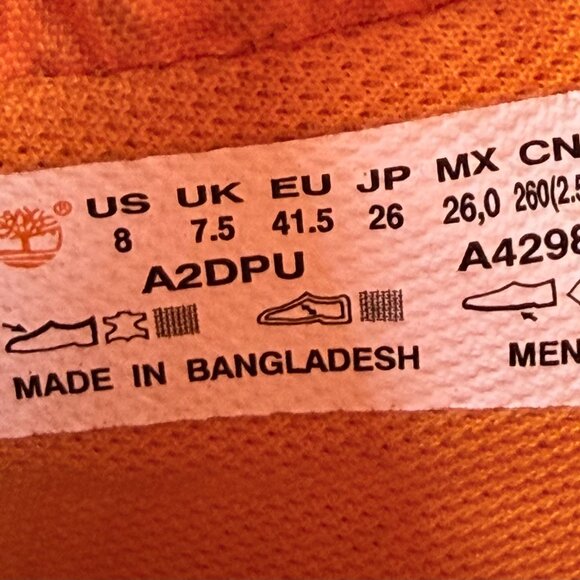 ® US UK EU JP MX CN
8 7.5 41.5 26 26,0 260(2.5
A2DPU A4298
MADE IN BANGLADESH MEN